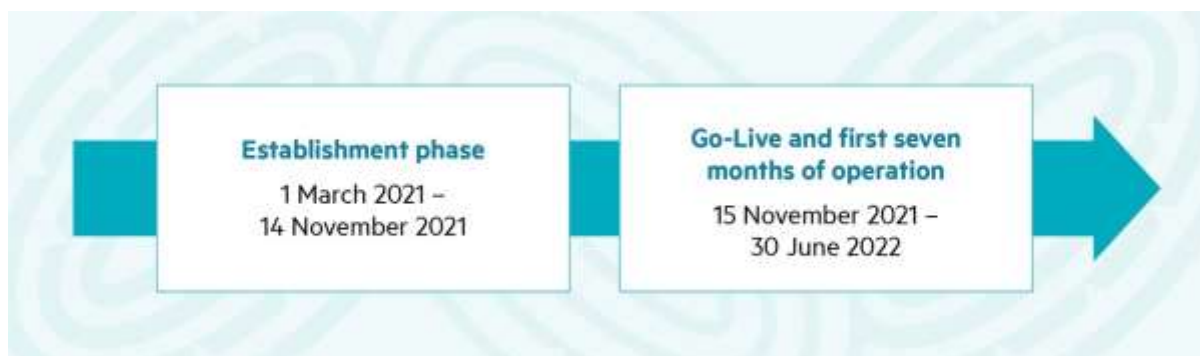 Establishment phase
1 March 2021 –
14 November 2021
Go-Live and first seven
months of operation
15 November 2021 –
30 June 2022